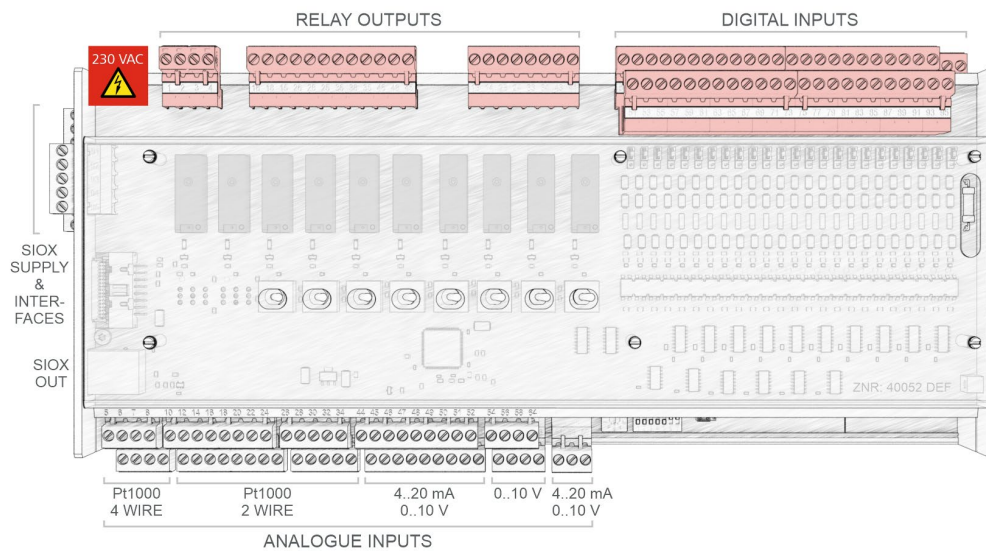 RELAY OUTPUTS
DIGITAL INPUTS
230 VAC
SIOX
SUPPLY
&
INTER-
FACES
SIOX
OUT
ZNR: 40052 DEF
Pt1000
4 WIRE
Pt1000
2 WIRE
4..20 mA
0..10 V
0..10 V
4..20 mA
0..10 V
ANALOGUE INPUTS